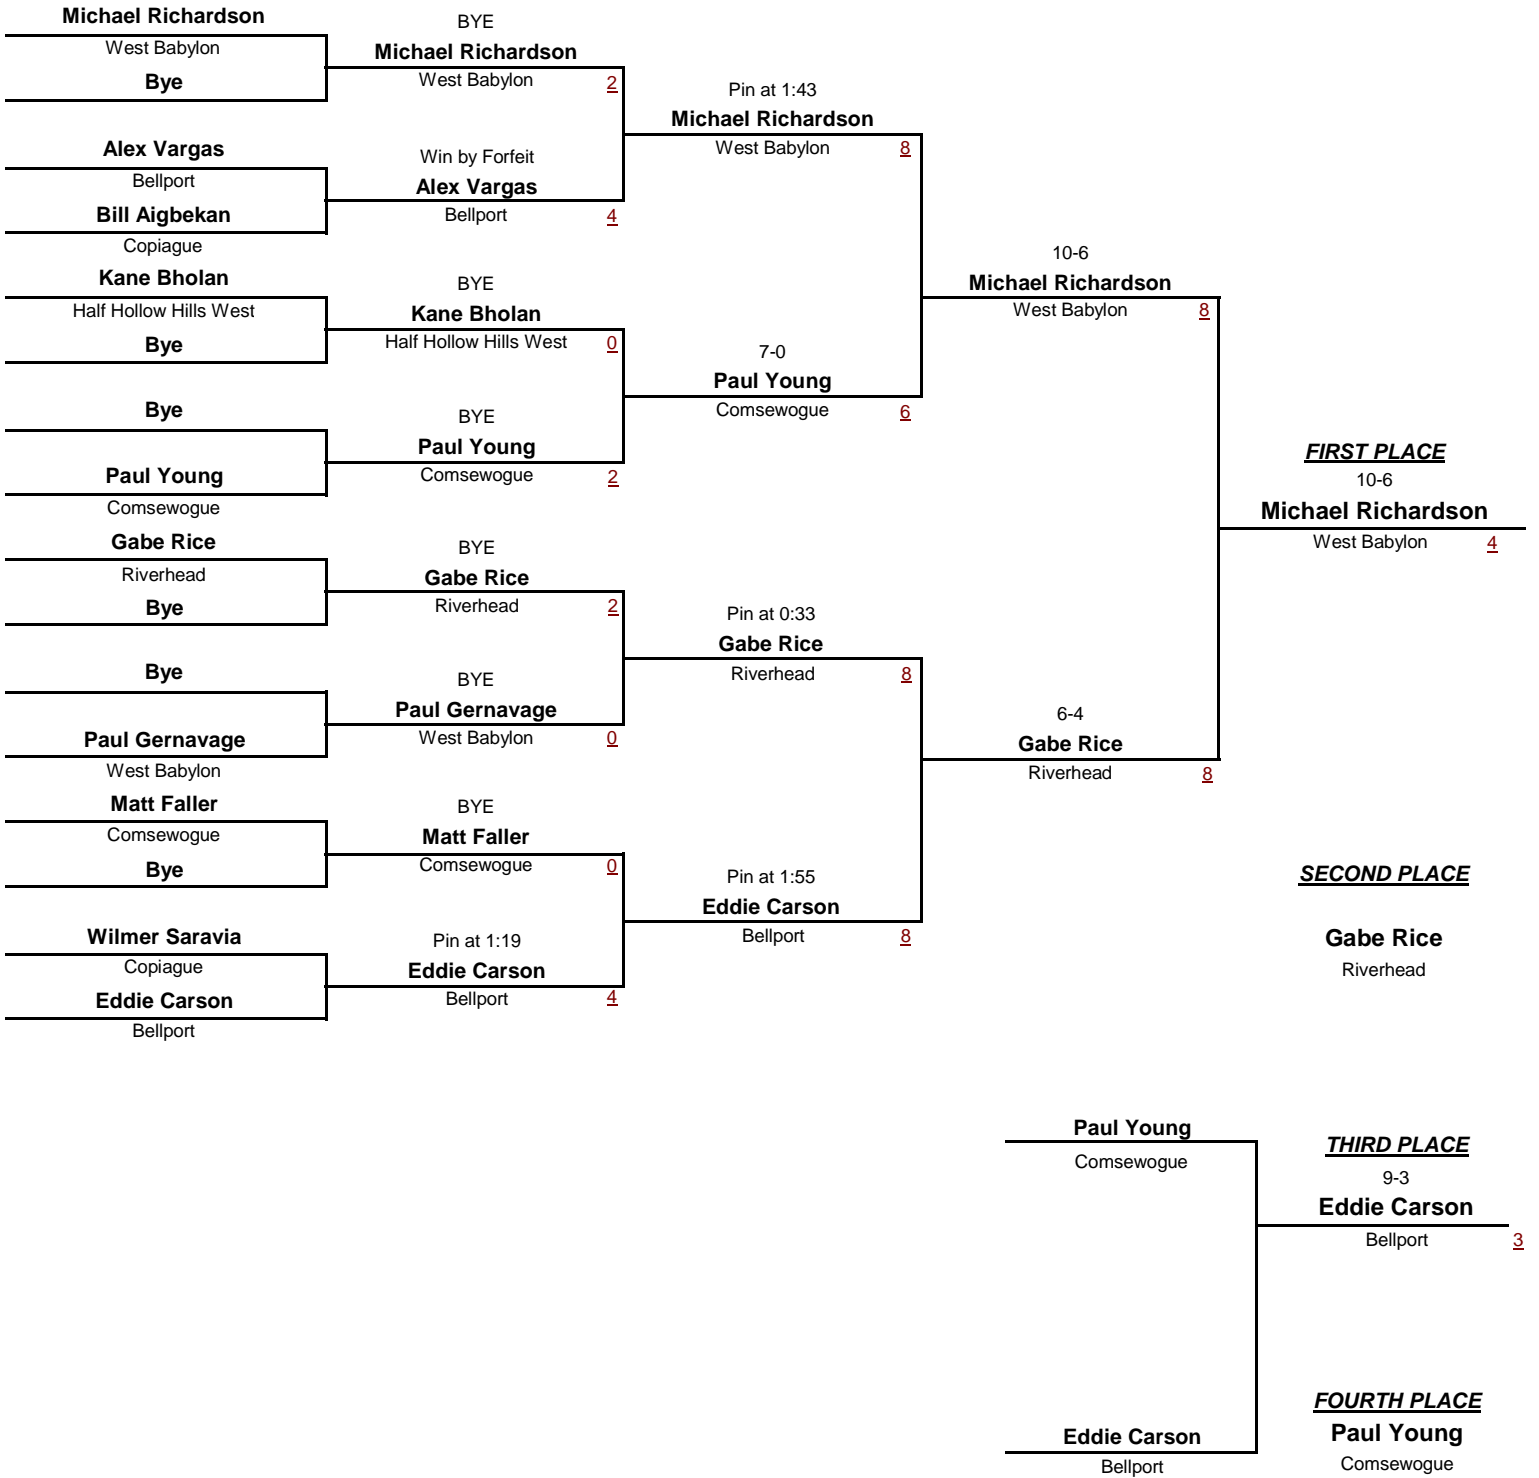 Michael Richardson
West Babylon
Bye
Alex Vargas
Bellport
Bill Aigbekan
Copiague
Kane Bholan
Half Hollow Hills West
Bye
Bye
Paul Young
Comsewogue
Gabe Rice
Riverhead
Bye
Bye
Paul Gernavage
West Babylon
Matt Faller
Comsewogue
Bye
Wilmer Saravia
Copiague
Eddie Carson
Bellport
BYE
Michael Richardson
West Babylon 2
Win by Forfeit
Alex Vargas
Bellport 4
BYE
Kane Bholan
Half Hollow Hills West 0
BYE
Paul Young
Comsewogue 2
BYE
Gabe Rice
Riverhead 2
BYE
Paul Gernavage
West Babylon 0
BYE
Matt Faller
Comsewogue 0
Pin at 1:19
Eddie Carson
Bellport 4
Pin at 1:43
Michael Richardson
West Babylon 8
7-0
Paul Young
Comsewogue 6
Pin at 0:33
Gabe Rice
Riverhead 8
Pin at 1:55
Eddie Carson
Bellport 8
10-6
Michael Richardson
West Babylon 8
6-4
Gabe Rice
Riverhead 8
FIRST PLACE
10-6
Michael Richardson
West Babylon 4
SECOND PLACE
Gabe Rice
Riverhead
Paul Young
Comsewogue
Eddie Carson
Bellport
THIRD PLACE
9-3
Eddie Carson
Bellport 3
FOURTH PLACE
Paul Young
Comsewogue